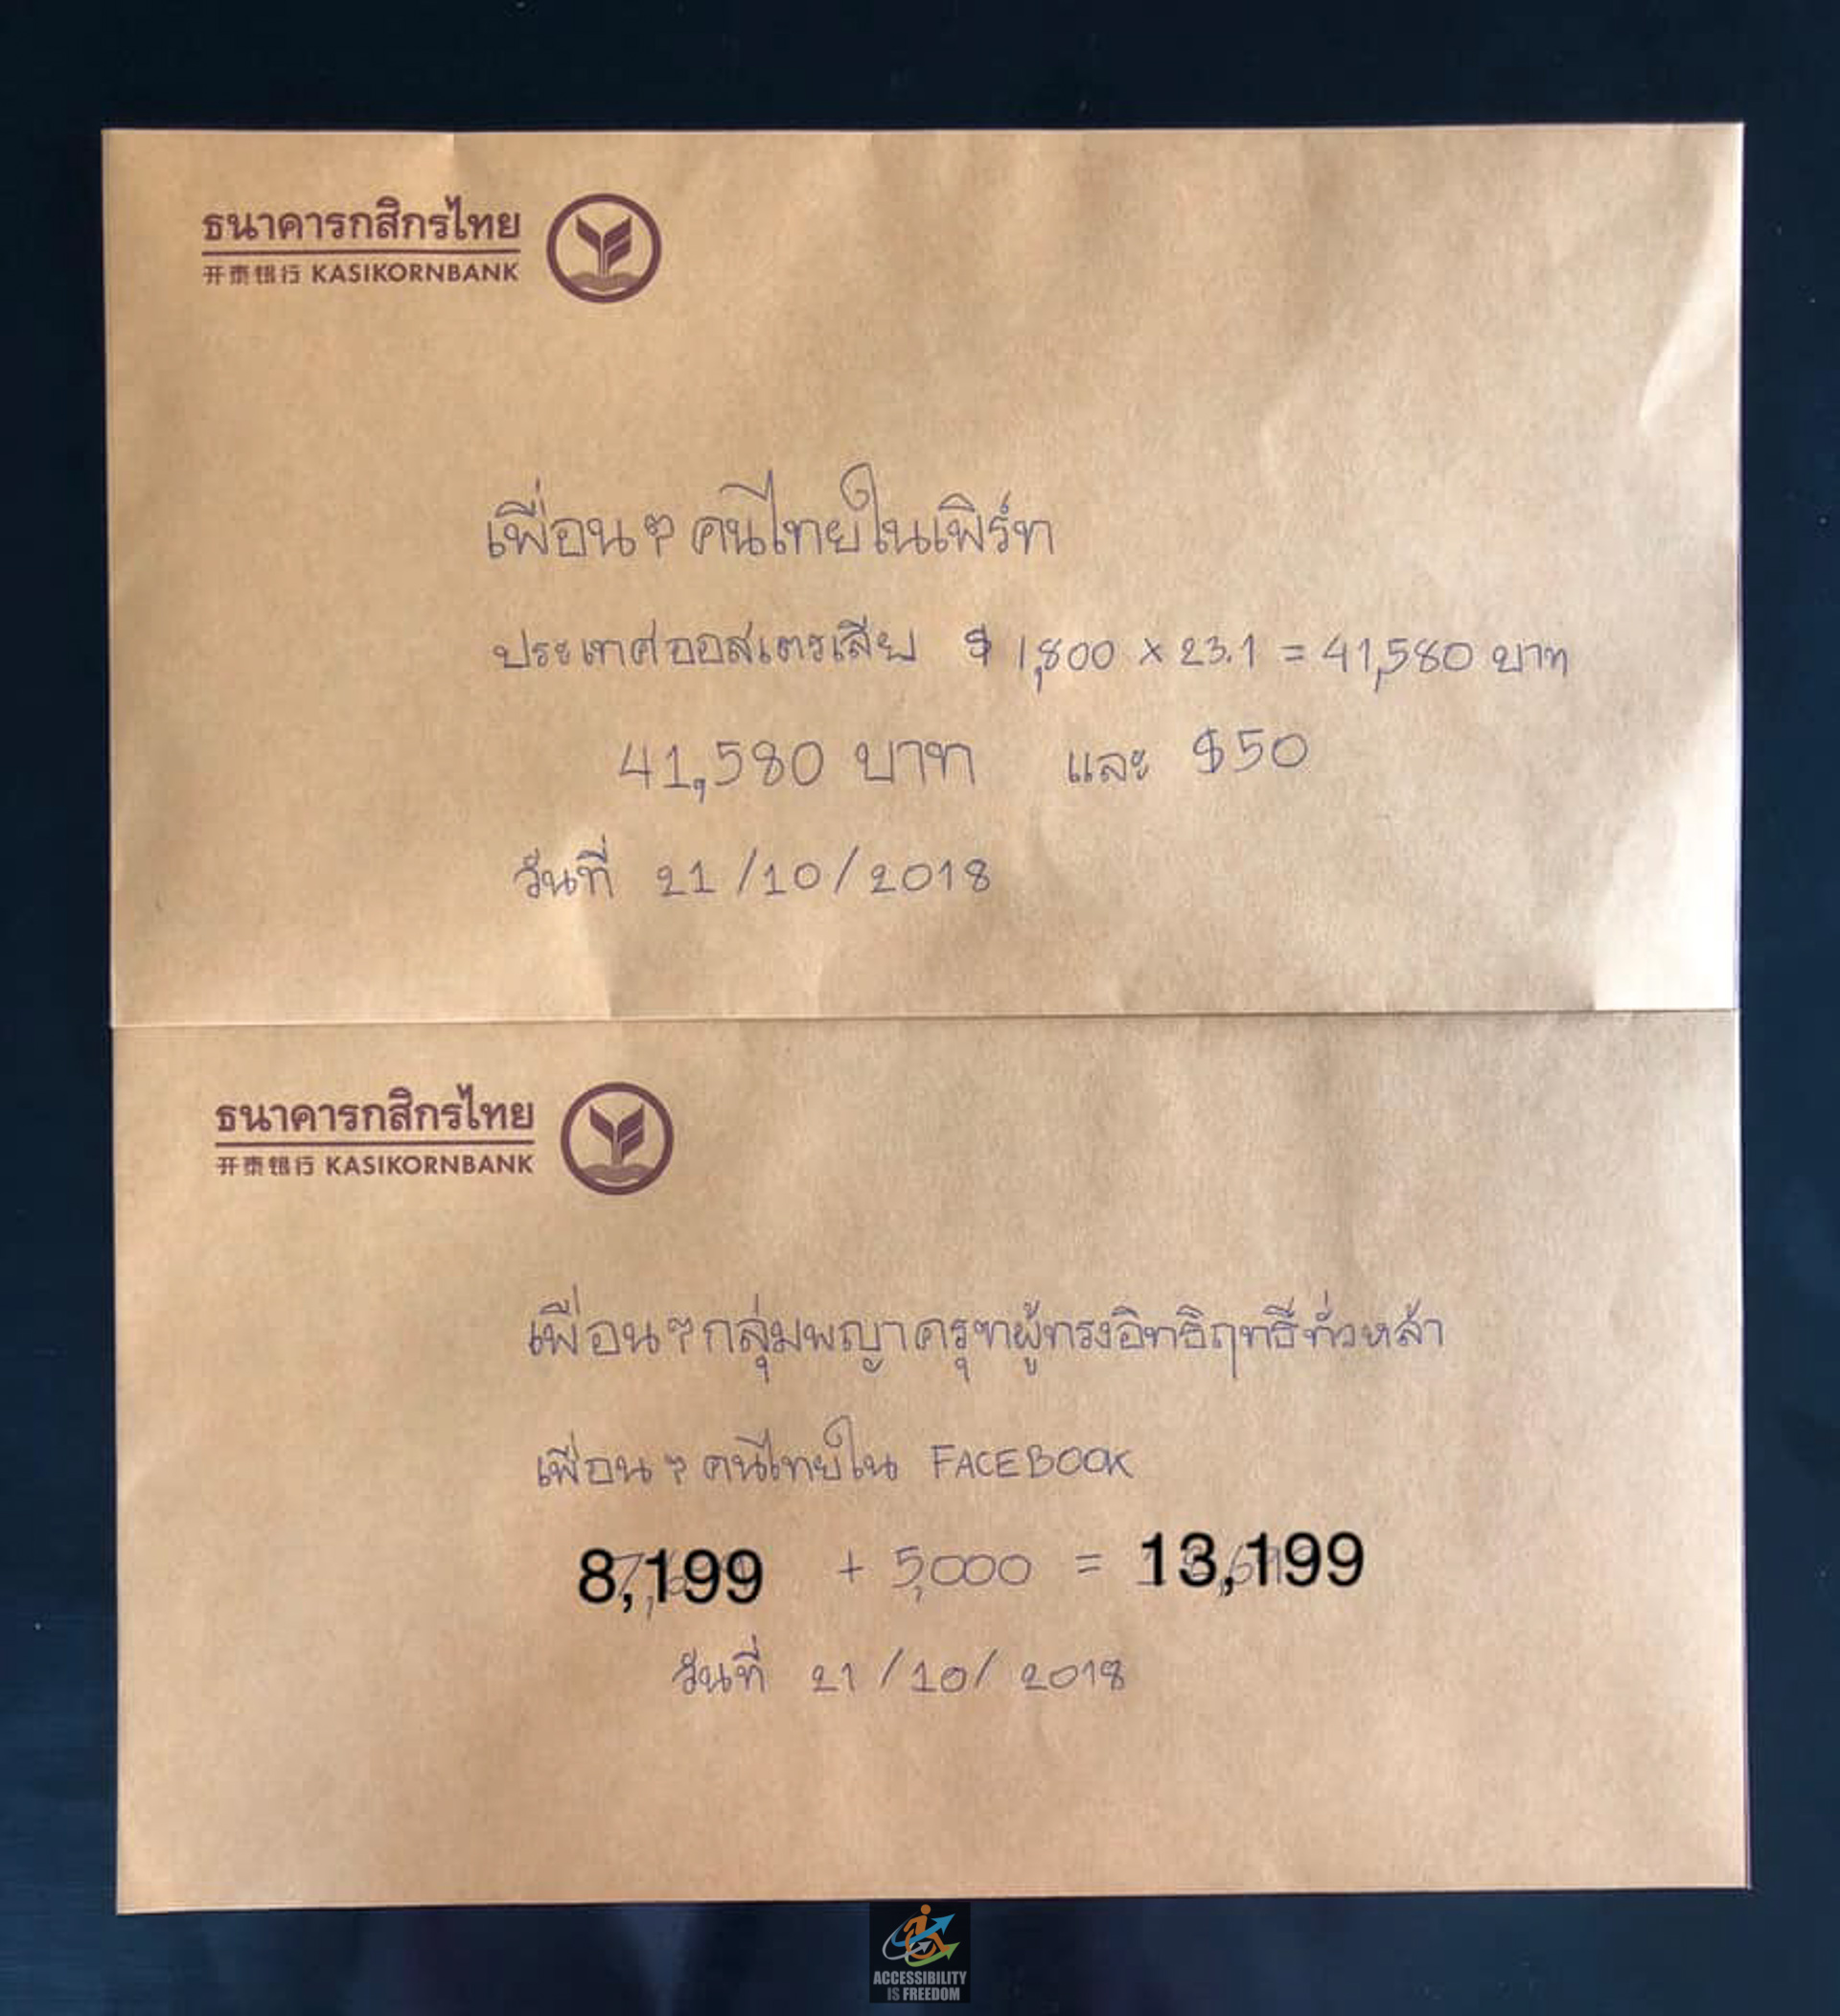 ธนาคารกสิกรไทย
开泰银行 KASIKORNBANK
เพื่อนๆ คนไทยในเพิร์ท
ประเทศออสเตรเลีย $ 1,800 × 23.1 = 41,580 บาท
41,580 บาท และ $50
วันที่ 21/10/2018
ธนาคารกสิกรไทย
开泰银行 KASIKORNBANK
เพื่อนๆกลุ่มพญาครุฑผู้ทรงอิทธิฤทธิ์ทั่วหล้า
เพื่อนๆ คนไทยใน FACEBOOK
8,199 + 5,000 = 13,199
วันที่ 21/10/2018
ACCESSIBILITY
IS FREEDOM